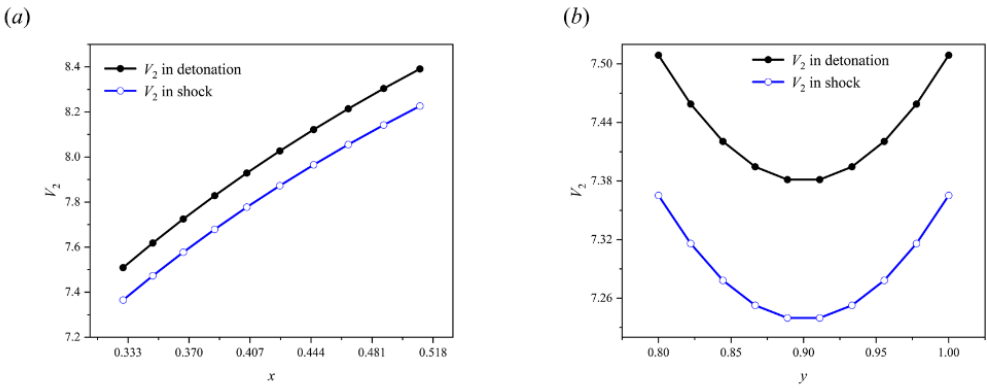 (a)
V2 in detonation
V2 in shock
8.4
8.2
8.0
7.8
7.6
7.4
7.2
V2
0.333 0.370 0.407 0.444 0.481 0.518
x
(b)
V2 in detonation
V2 in shock
7.50
7.44
7.38
7.32
7.26
V2
0.80 0.85 0.90 0.95 1.00
y